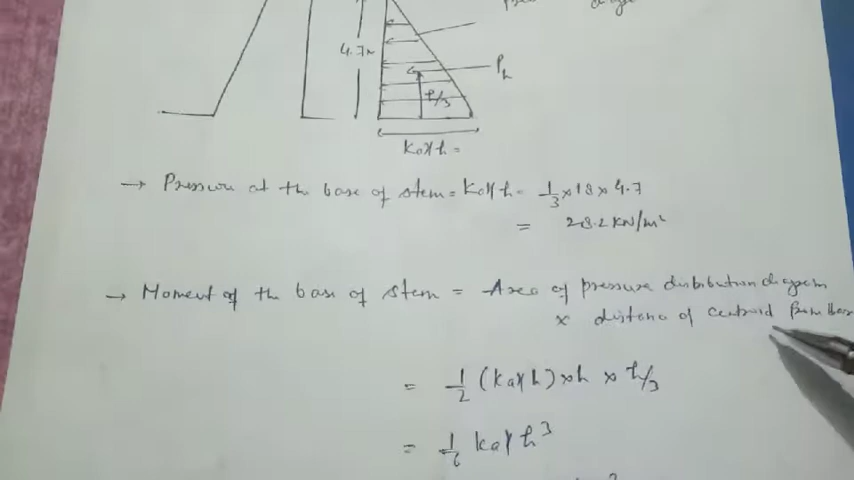 4.7m
Ph
h/3
Kaγh =
→ Pressure at the base of stem = Kaγh = 1/3 × 18 × 4.7
= 28.2 KN/m²
→ Moment of the base of stem = Area of pressure distribution diagram
× distance of centroid from base
= 1/2 (kaγh) × h × h/3
= 1/6 kaγh³